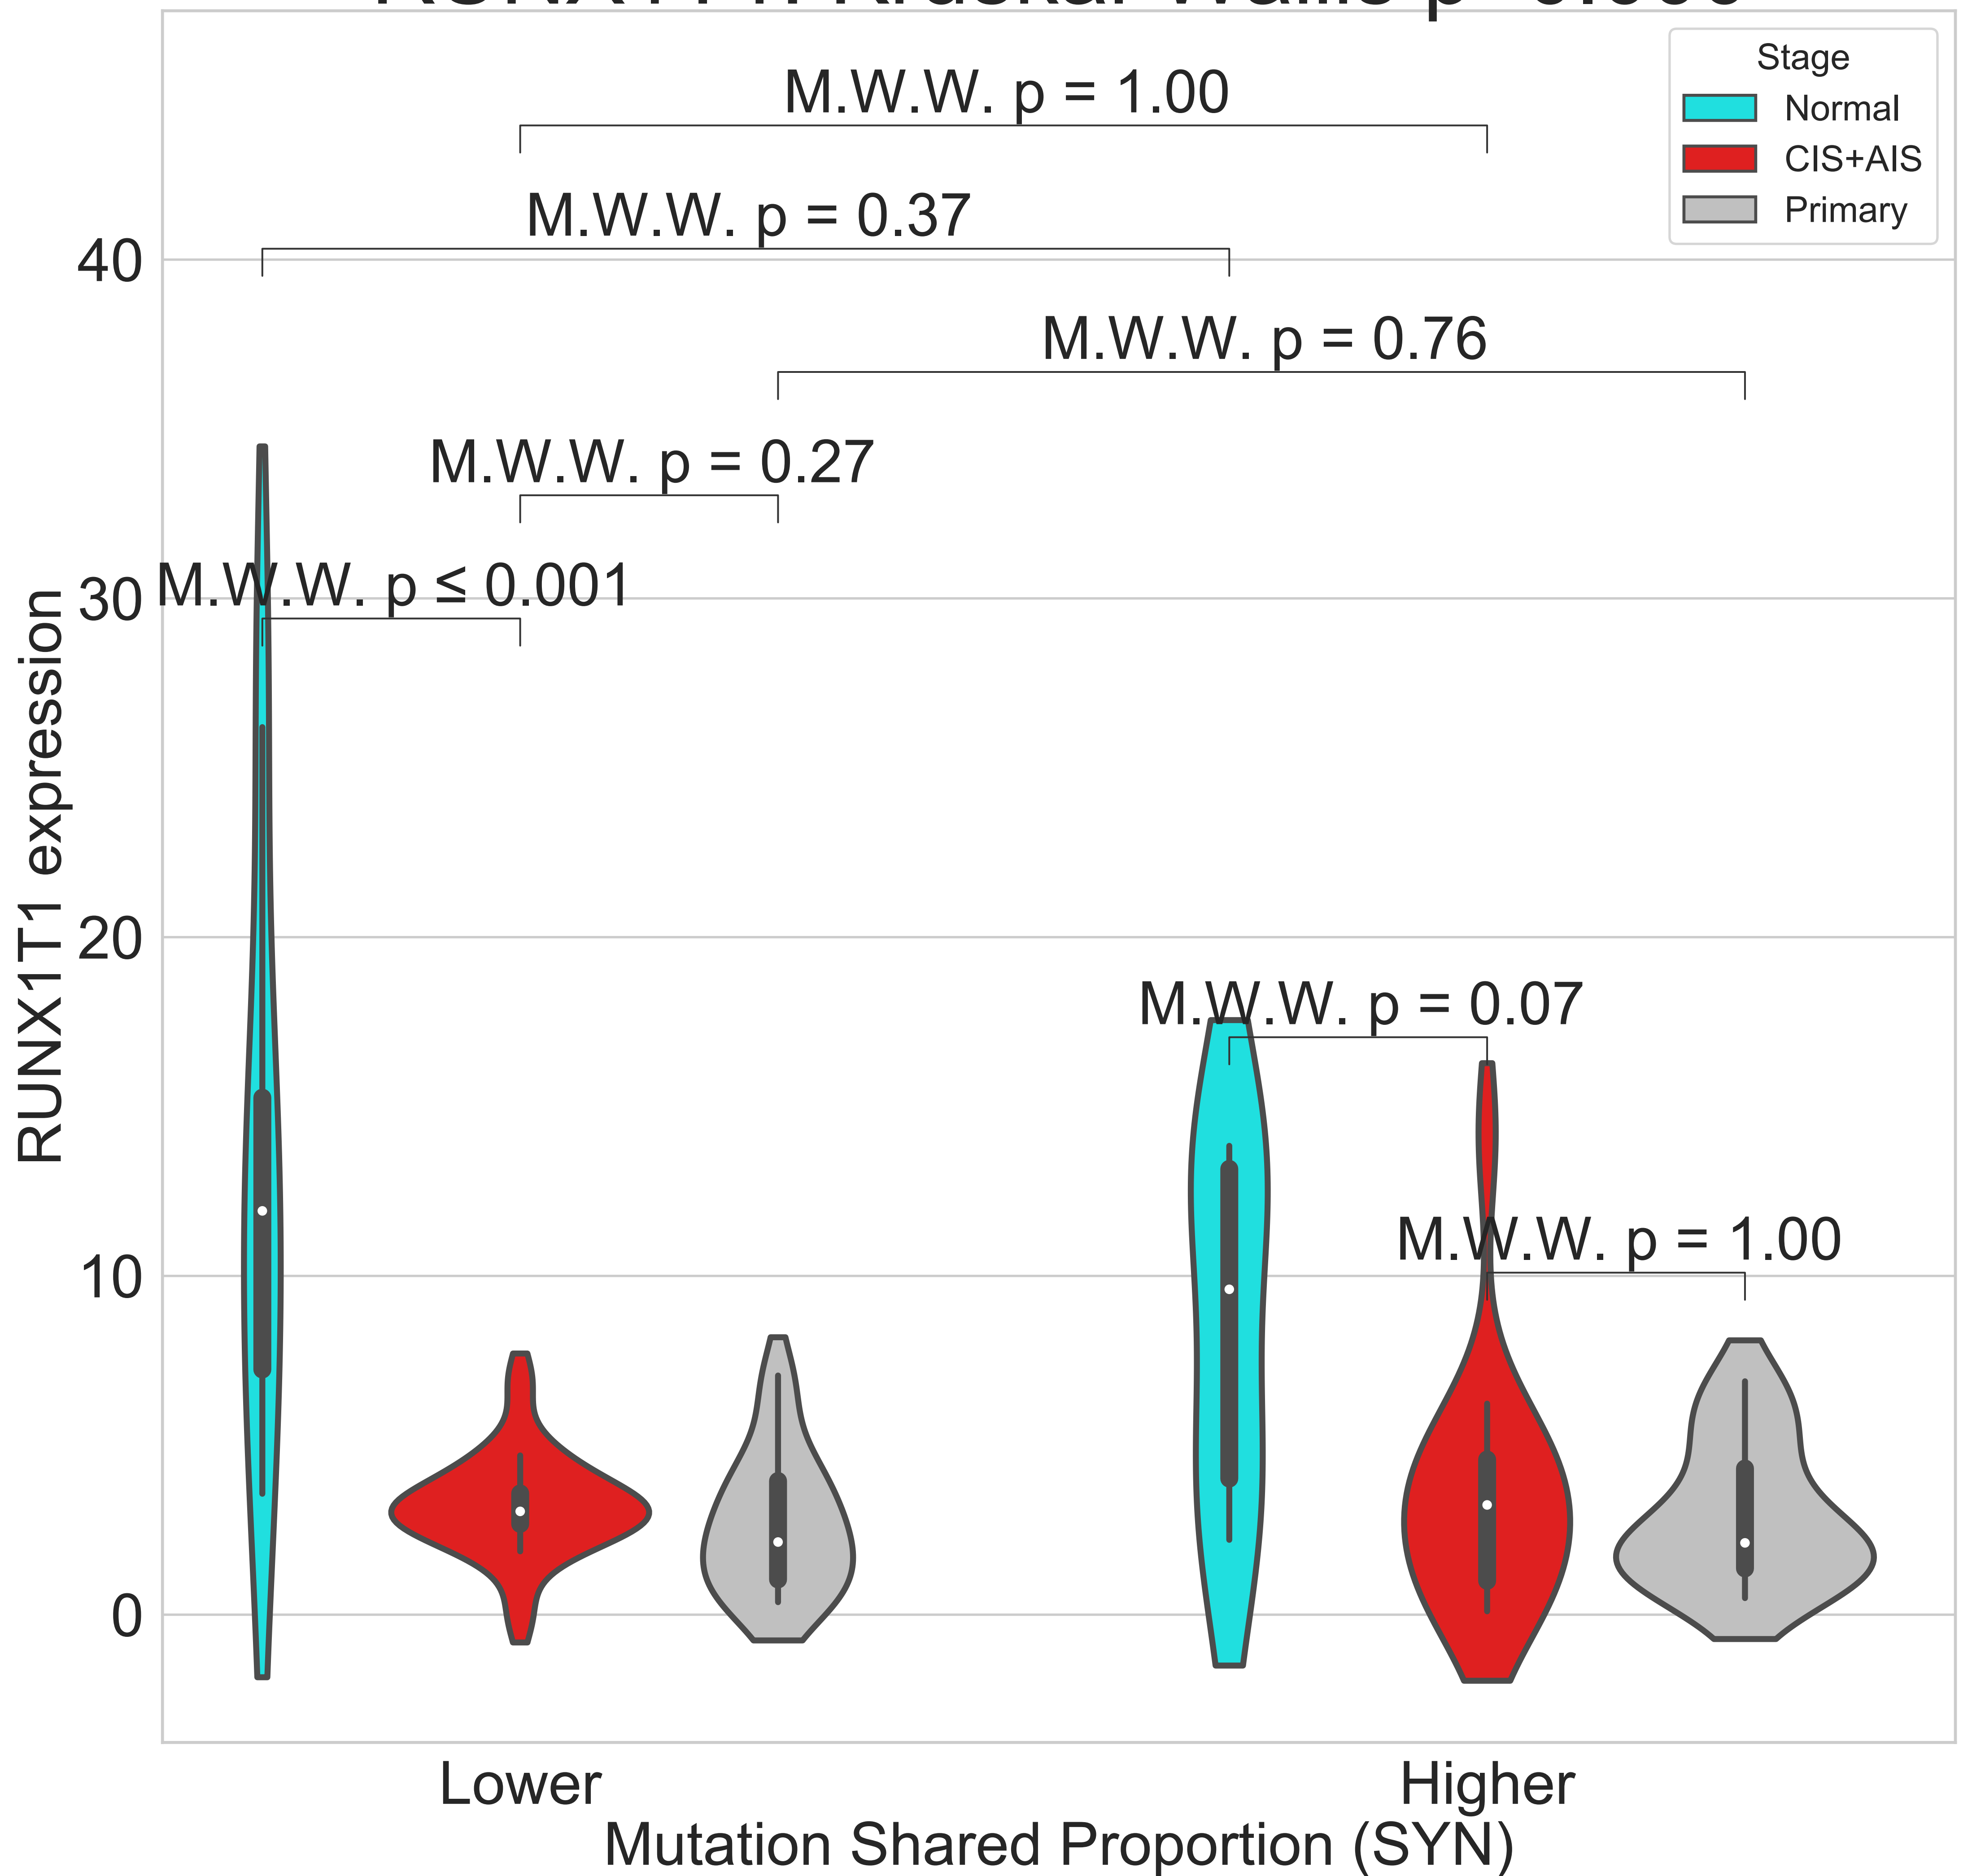 Stage
Normal
CIS+AIS
Primary
M.W.W. p = 1.00
M.W.W. p = 0.37
M.W.W. p = 0.76
M.W.W. p = 0.27
M.W.W. p ≤ 0.001
M.W.W. p = 0.07
M.W.W. p = 1.00
40
30
20
10
0
RUNX1T1 expression
Lower
Higher
Mutation Shared Proportion (SYN)